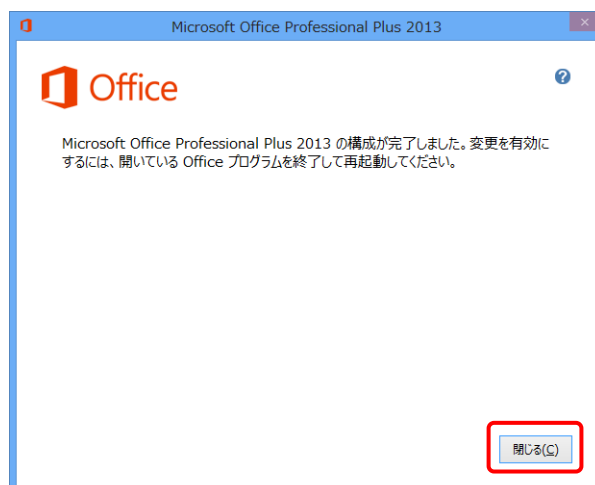 Microsoft Office Professional Plus 2013
Office
Microsoft Office Professional Plus 2013 の構成が完了しました。変更を有効に
するには、開いている Office プログラムを終了して再起動してください。
閉じる(C)